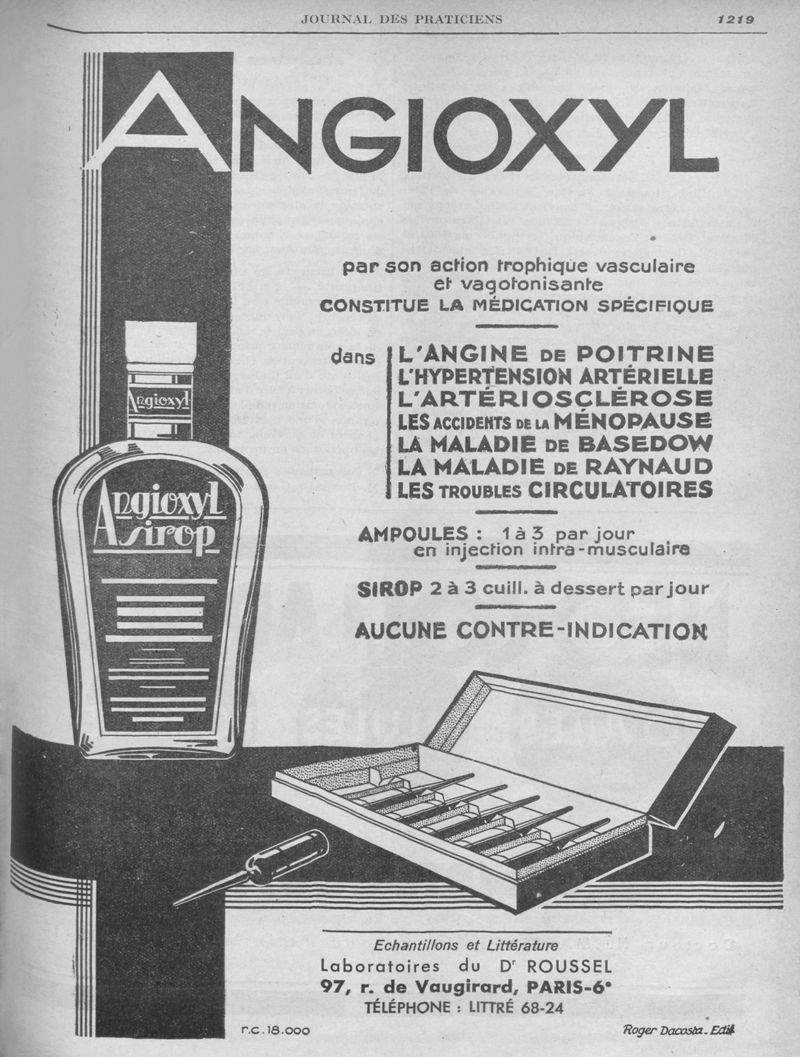 JOURNAL DES PRATICIENS 1219
ANGIOXYL
par son action trophique vasculaire
et vagotonisante
CONSTITUE LA MÉDICATION SPÉCIFIQUE
dans L'ANGINE DE POITRINE
L'HYPERTENSION ARTÉRIELLE
L'ARTÉRIOSCLÉROSE
LES ACCIDENTS DE LA MÉNOPAUSE
LA MALADIE DE BASEDOW
LA MALADIE DE RAYNAUD
LES TROUBLES CIRCULATOIRES
Angioxyl
Angioxyl
sirop
AMPOULES : 1 à 3 par jour
en injection intra-musculaire
SIROP 2 à 3 cuill. à dessert par jour
AUCUNE CONTRE-INDICATION
Echantillons et Littérature
Laboratoires du Dr ROUSSEL
97, r. de Vaugirard, PARIS-6e
TÉLÉPHONE : LITTRÉ 68-24
r.c.18.000
Roger Dacosta-Edit